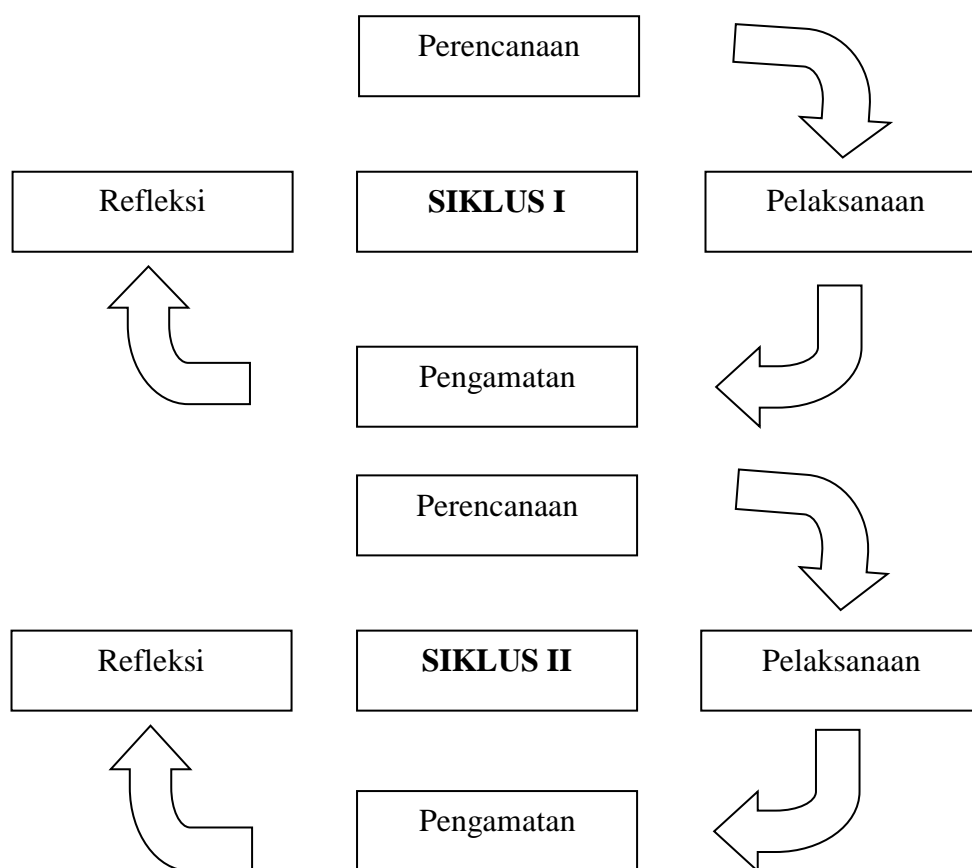 Perencanaan
Refleksi
SIKLUS I
Pelaksanaan
Pengamatan
Perencanaan
Refleksi
SIKLUS II
Pelaksanaan
Pengamatan